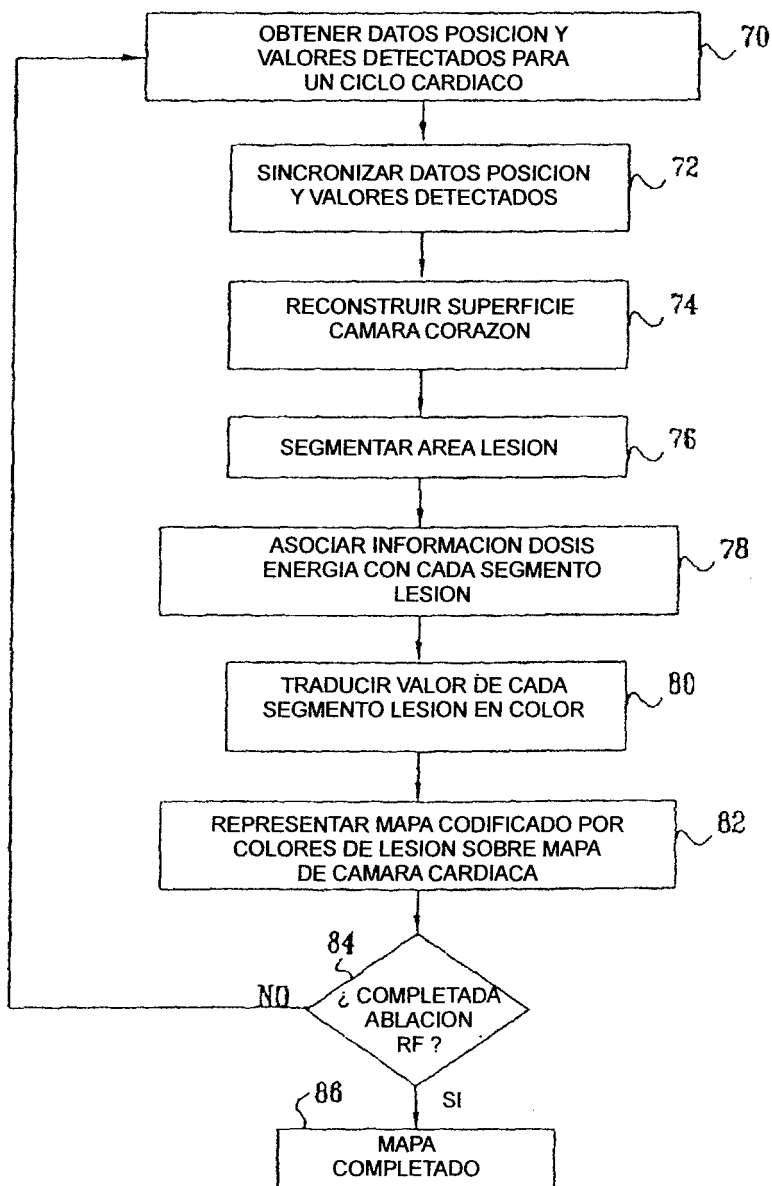 OBTENER DATOS POSICION Y
VALORES DETECTADOS PARA
UN CICLO CARDIACO
70
SINCRONIZAR DATOS POSICION
Y VALORES DETECTADOS
72
RECONSTRUIR SUPERFICIE
CAMARA CORAZON
74
SEGMENTAR AREA LESION
76
ASOCIAR INFORMACION DOSIS
ENERGIA CON CADA SEGMENTO
LESION
78
TRADUCIR VALOR DE CADA
SEGMENTO LESION EN COLOR
80
REPRESENTAR MAPA CODIFICADO POR
COLORES DE LESION SOBRE MAPA
DE CAMARA CARDIACA
82
84
NO
¿ COMPLETADA
ABLACION
RF ?
SI
86
MAPA
COMPLETADO